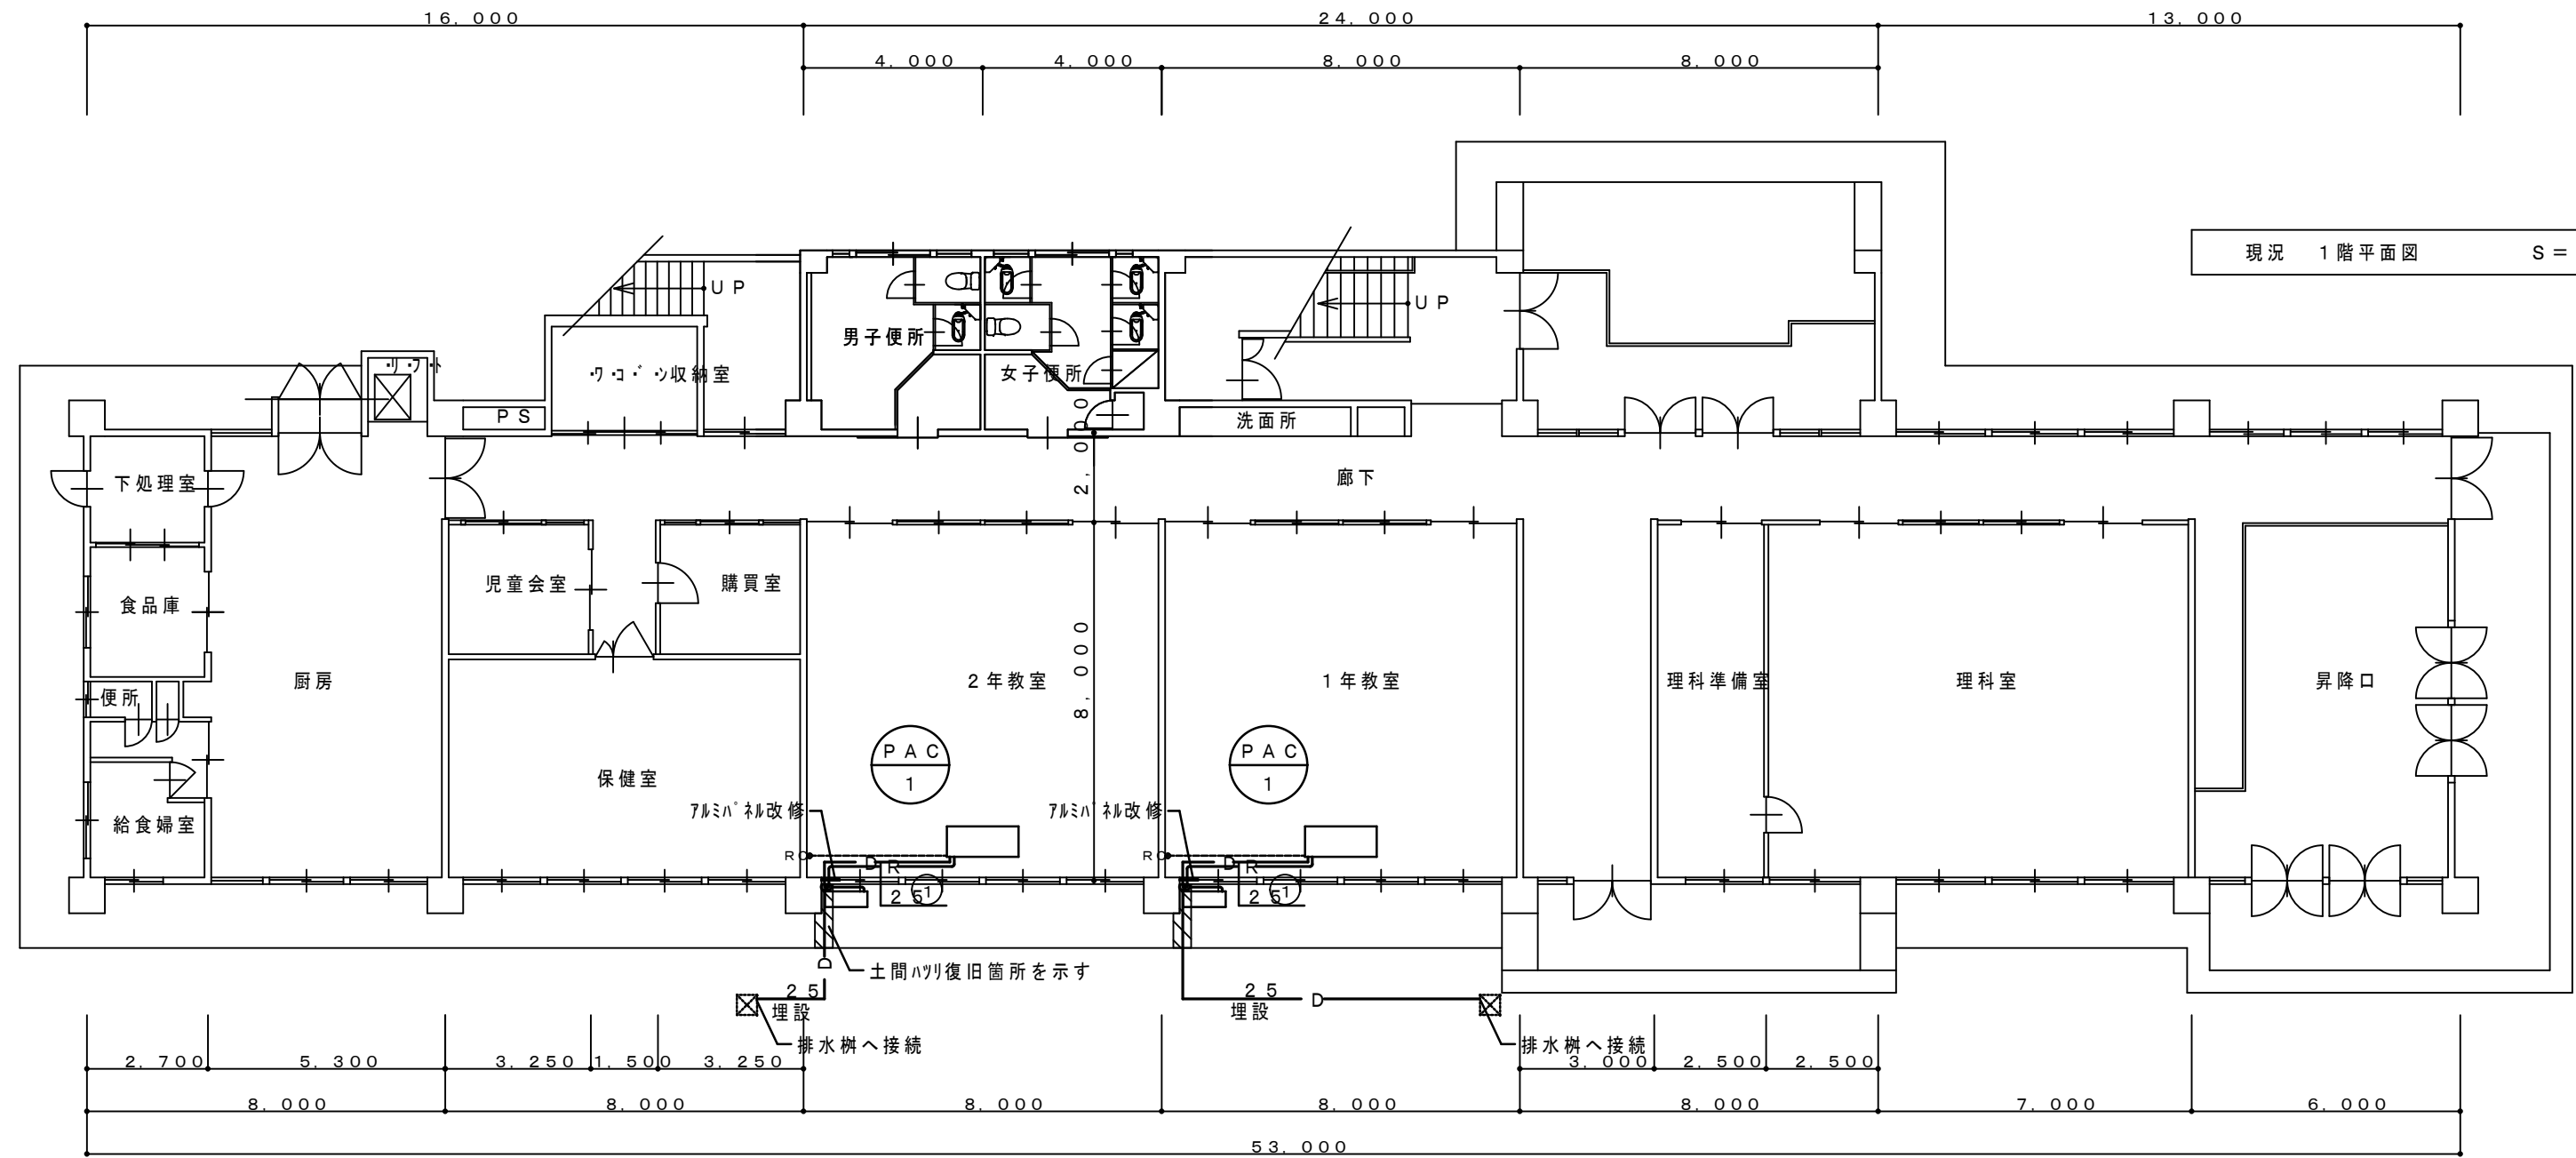 16,000
24,000
13,000
4,000
4,000
8,000
8,000
現況　1階平面図　S=
UP
UP
男子便所
女子便所
収納室
PS
洗面所
2,000
廊下
下処理室
食品庫
児童会室
購買室
厨房
便所
2年教室
8,000
1年教室
理科準備室
理科室
昇降口
PAC
1
PAC
1
保健室
ｱﾙﾐﾊﾟﾈﾙ改修
ｱﾙﾐﾊﾟﾈﾙ改修
給食婦室
RC
D
R
25
1
RC
D
R
25
1
D
土間ﾊﾂﾘ復旧箇所を示す
25
埋設
25
D
埋設
排水桝へ接続
排水桝へ接続
2,700
5,300
3,250
1,500
3,250
3,000
2,500
2,500
8,000
8,000
8,000
8,000
8,000
7,000
6,000
53,000